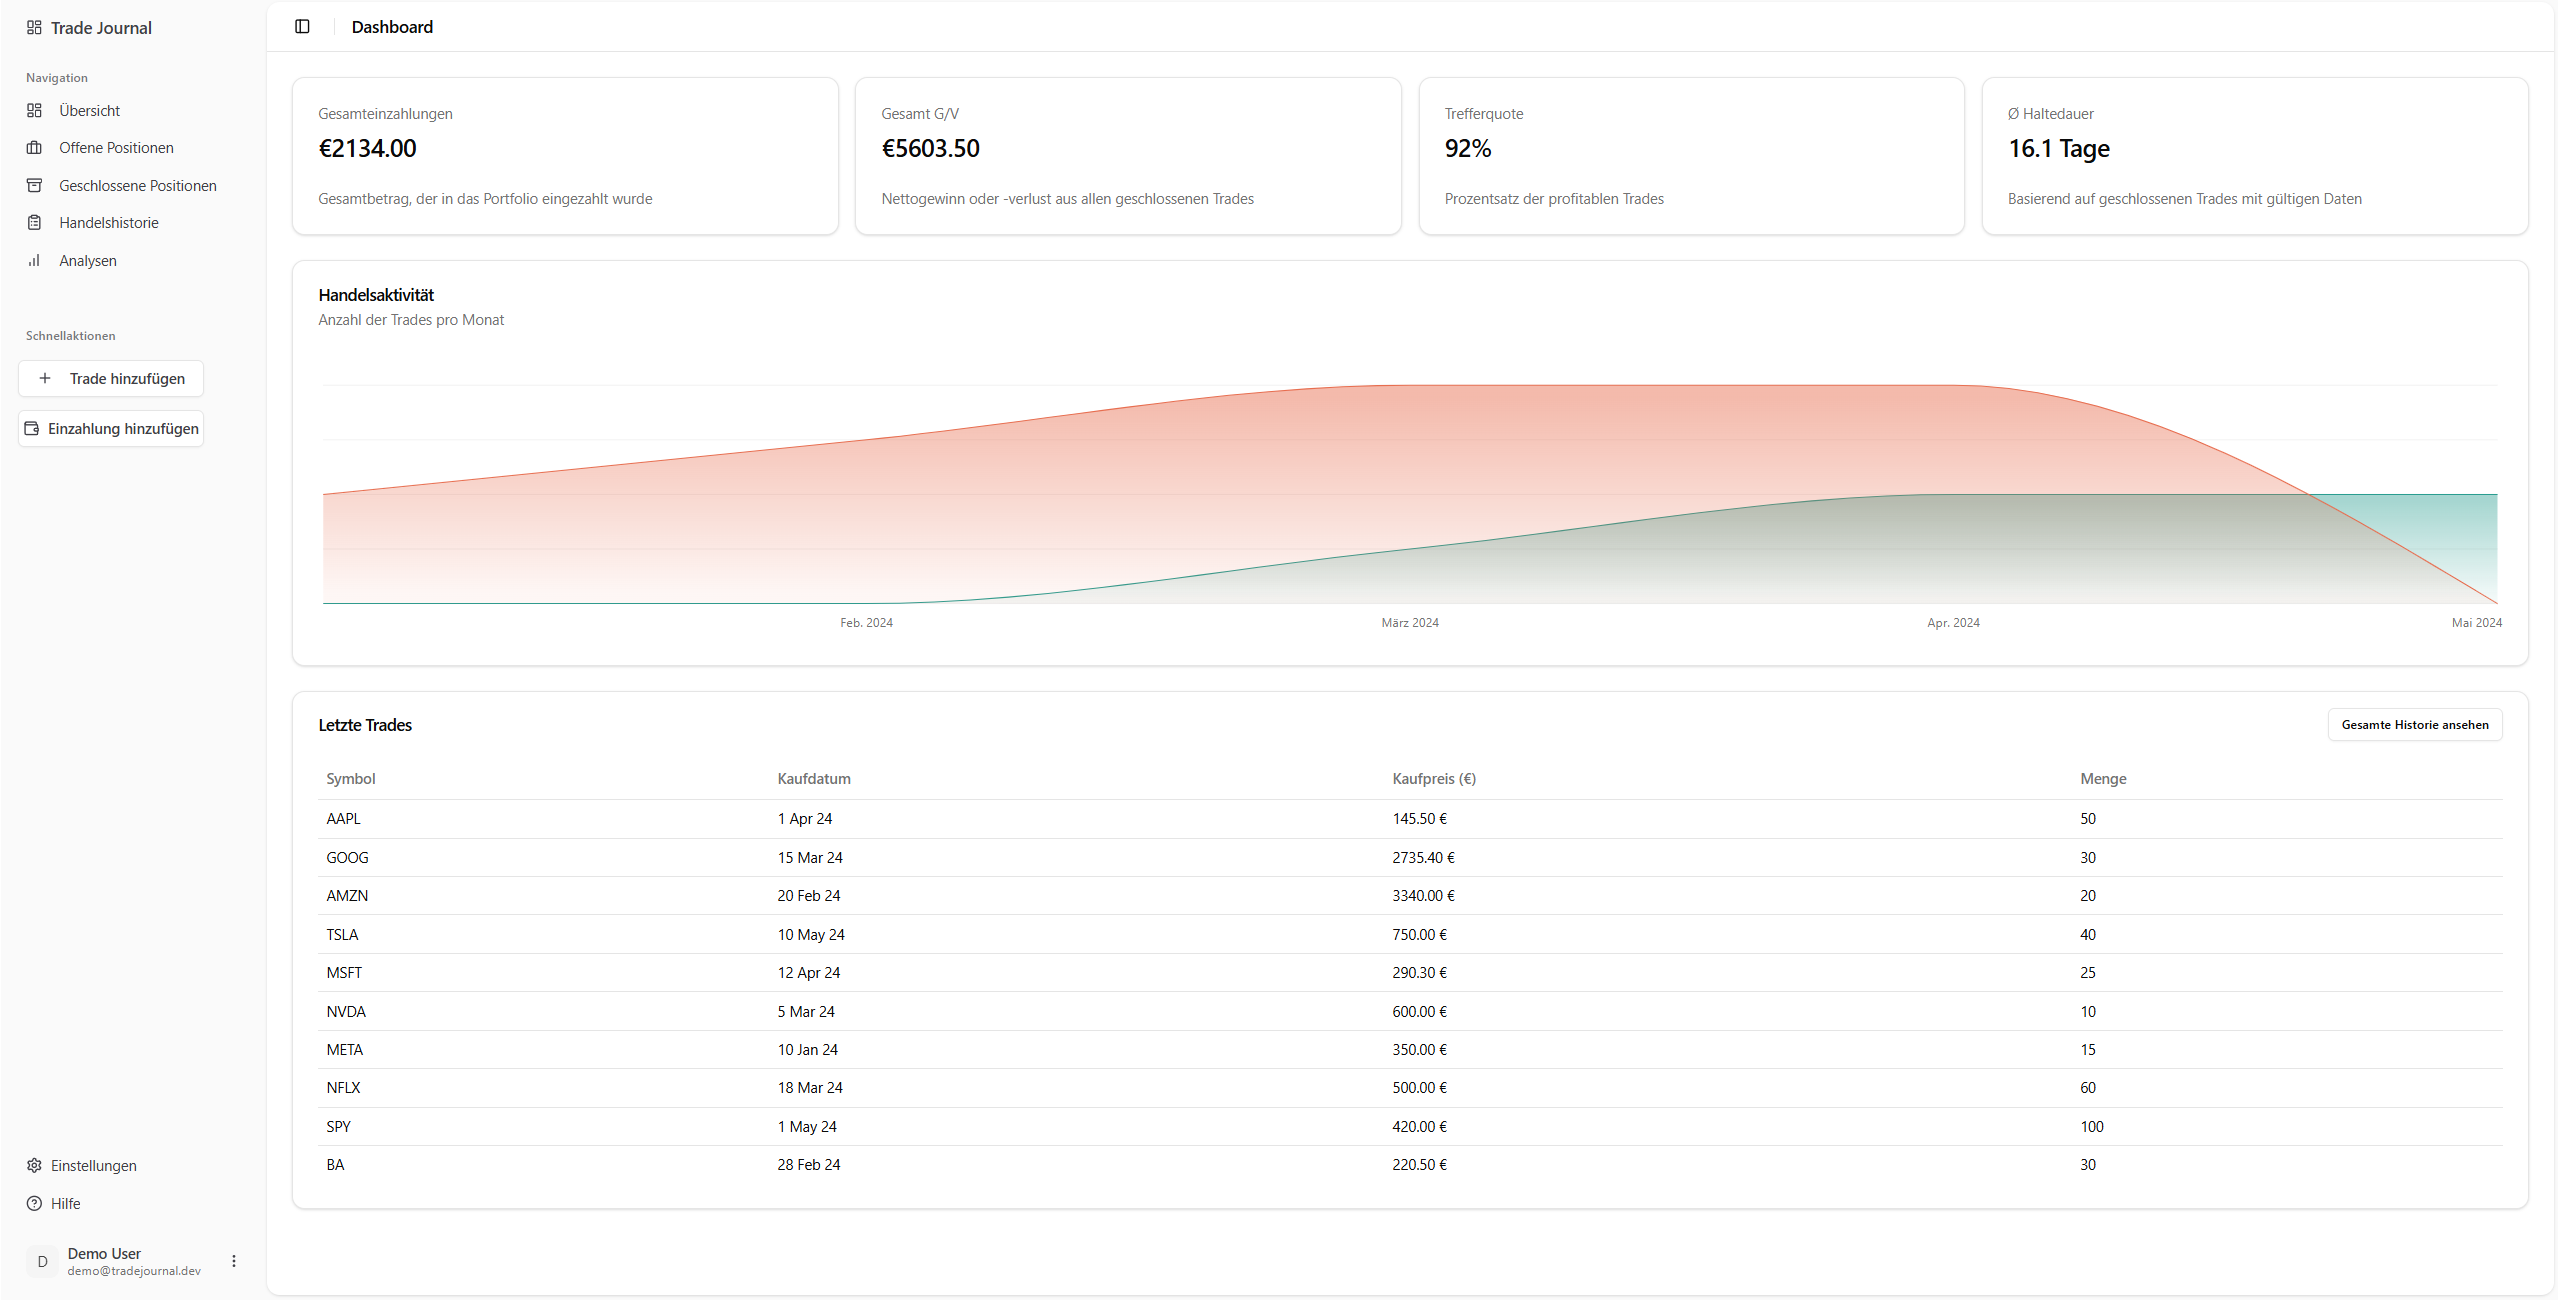 Trade Journal
Navigation
Übersicht
Offene Positionen
Geschlossene Positionen
Handelshistorie
Analysen
Schnellaktionen
Trade hinzufügen
Einzahlung hinzufügen
Einstellungen
Hilfe
D
Demo User
demo@tradejournal.dev
Dashboard
Gesamteinzahlungen
€2134.00
Gesamtbetrag, der in das Portfolio eingezahlt wurde
Gesamt G/V
€5603.50
Nettogewinn oder -verlust aus allen geschlossenen Trades
Trefferquote
92%
Prozentsatz der profitablen Trades
Ø Haltedauer
16.1 Tage
Basierend auf geschlossenen Trades mit gültigen Daten
Handelsaktivität
Anzahl der Trades pro Monat
Feb. 2024 März 2024 Apr. 2024 Mai 2024
Letzte Trades
Gesamte Historie ansehen
Symbol Kaufdatum Kaufpreis (€) Menge
AAPL 1 Apr 24 145.50 € 50
GOOG 15 Mar 24 2735.40 € 30
AMZN 20 Feb 24 3340.00 € 20
TSLA 10 May 24 750.00 € 40
MSFT 12 Apr 24 290.30 € 25
NVDA 5 Mar 24 600.00 € 10
META 10 Jan 24 350.00 € 15
NFLX 18 Mar 24 500.00 € 60
SPY 1 May 24 420.00 € 100
BA 28 Feb 24 220.50 € 30